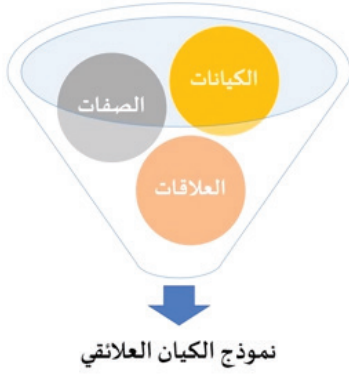 الكيانات
الصفات
العلاقات
نموذج الكيان العلائقي